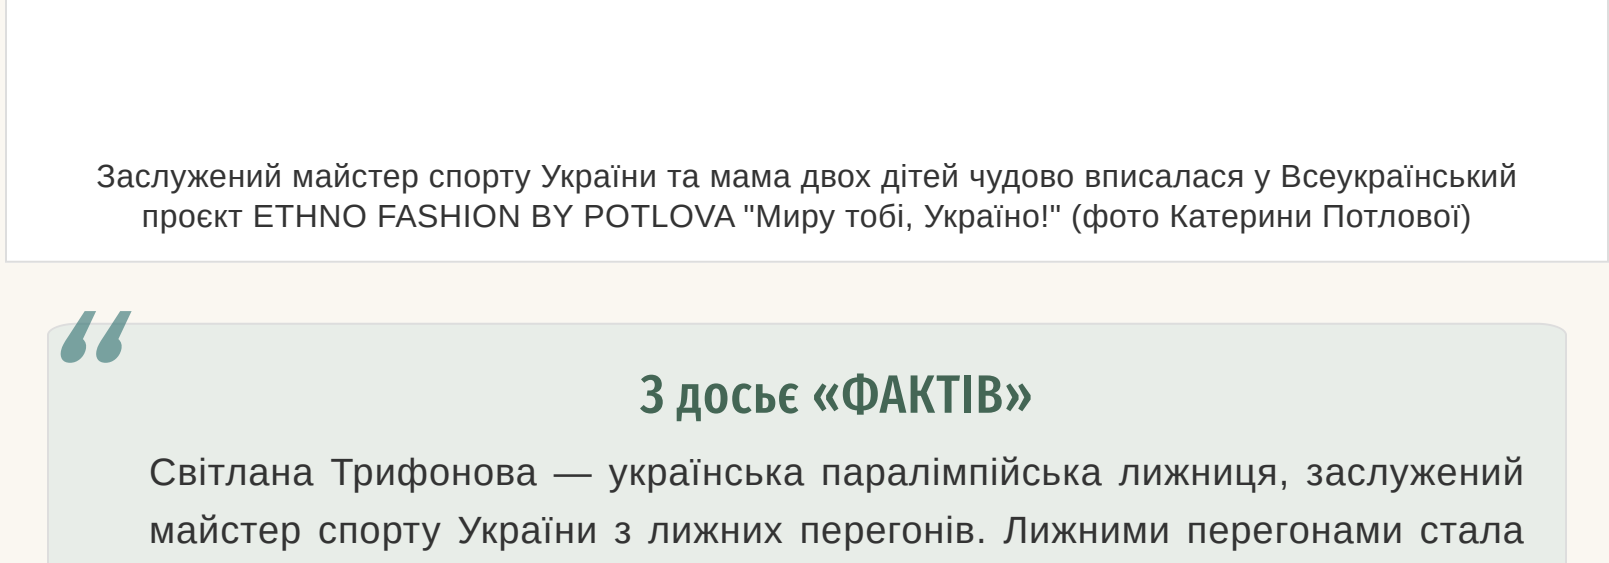 Заслужений майстер спорту України та мама двох дітей чудово вписалася у Всеукраїнський
проєкт ETHNO FASHION BY POTLOVA "Миру тобі, Україно!" (фото Катерини Потлової)
“
З досьє «ФАКТІВ»
Світлана Трифонова — українська паралімпійська лижниця, заслужений
майстер спорту України з лижних перегонів. Лижними перегонами стала